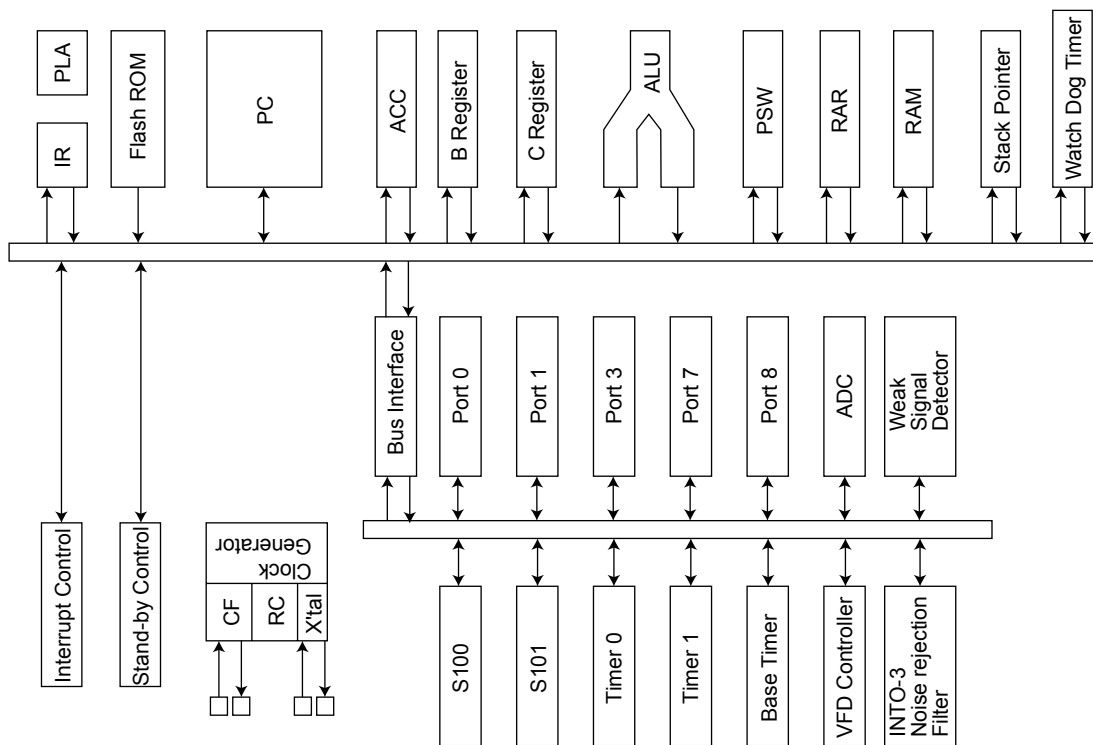 PLA
IR
Flash ROM
PC
ACC
B Register
C Register
ALU
PSW
RAR
RAM
Stack Pointer
Watch Dog Timer
Bus Interface
Port 0
Port 1
Port 3
Port 7
Port 8
ADC
Weak
Signal
Detector
Interrupt Control
Stand-by Control
Clock
Generator
CF
RC
X'tal
S100
S101
Timer 0
Timer 1
Base Timer
VFD Controller
INTO-3
Noise rejection
Filter